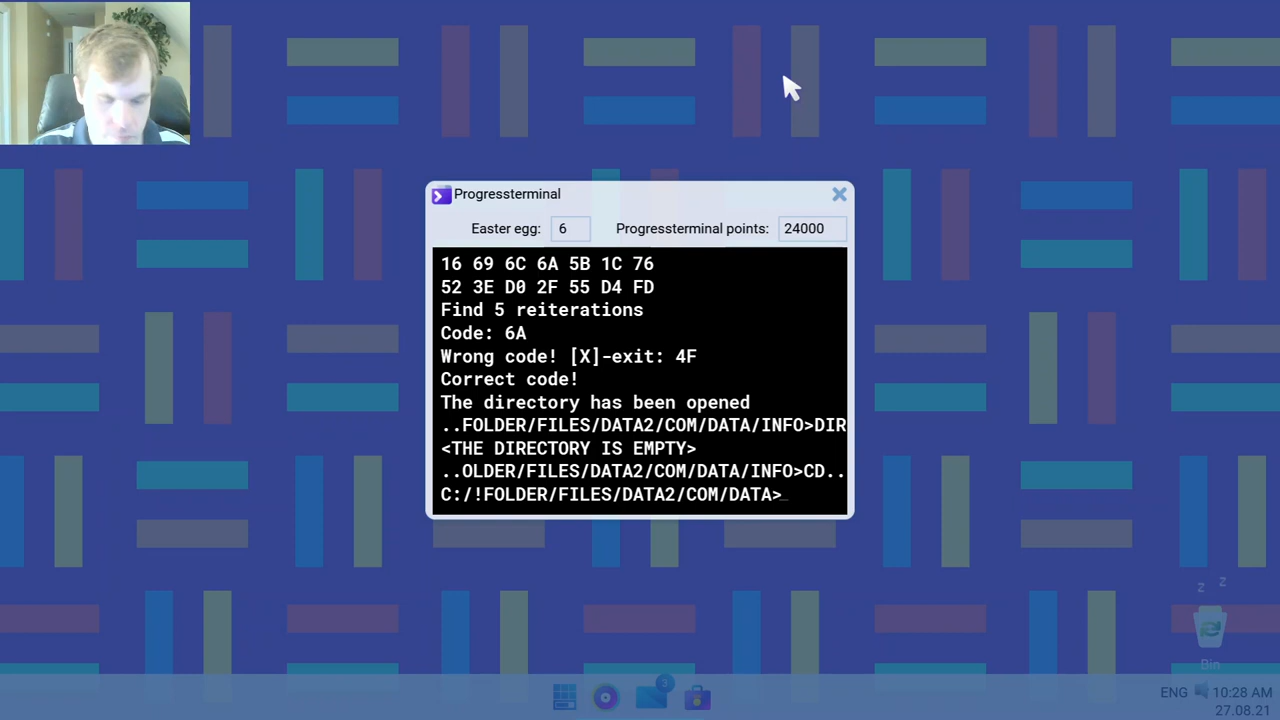 Progressterminal
Easter egg: 6 Progressterminal points: 24000
16 69 6C 6A 5B 1C 76
52 3E D0 2F 55 D4 FD
Find 5 reiterations
Code: 6A
Wrong code! [X]-exit: 4F
Correct code!
The directory has been opened
..FOLDER/FILES/DATA2/COM/DATA/INFO>DIR
<THE DIRECTORY IS EMPTY>
..OLDER/FILES/DATA2/COM/DATA/INFO>CD..
C:/!FOLDER/FILES/DATA2/COM/DATA>_
z z
Bin
3
ENG 10:28 AM
27.08.21